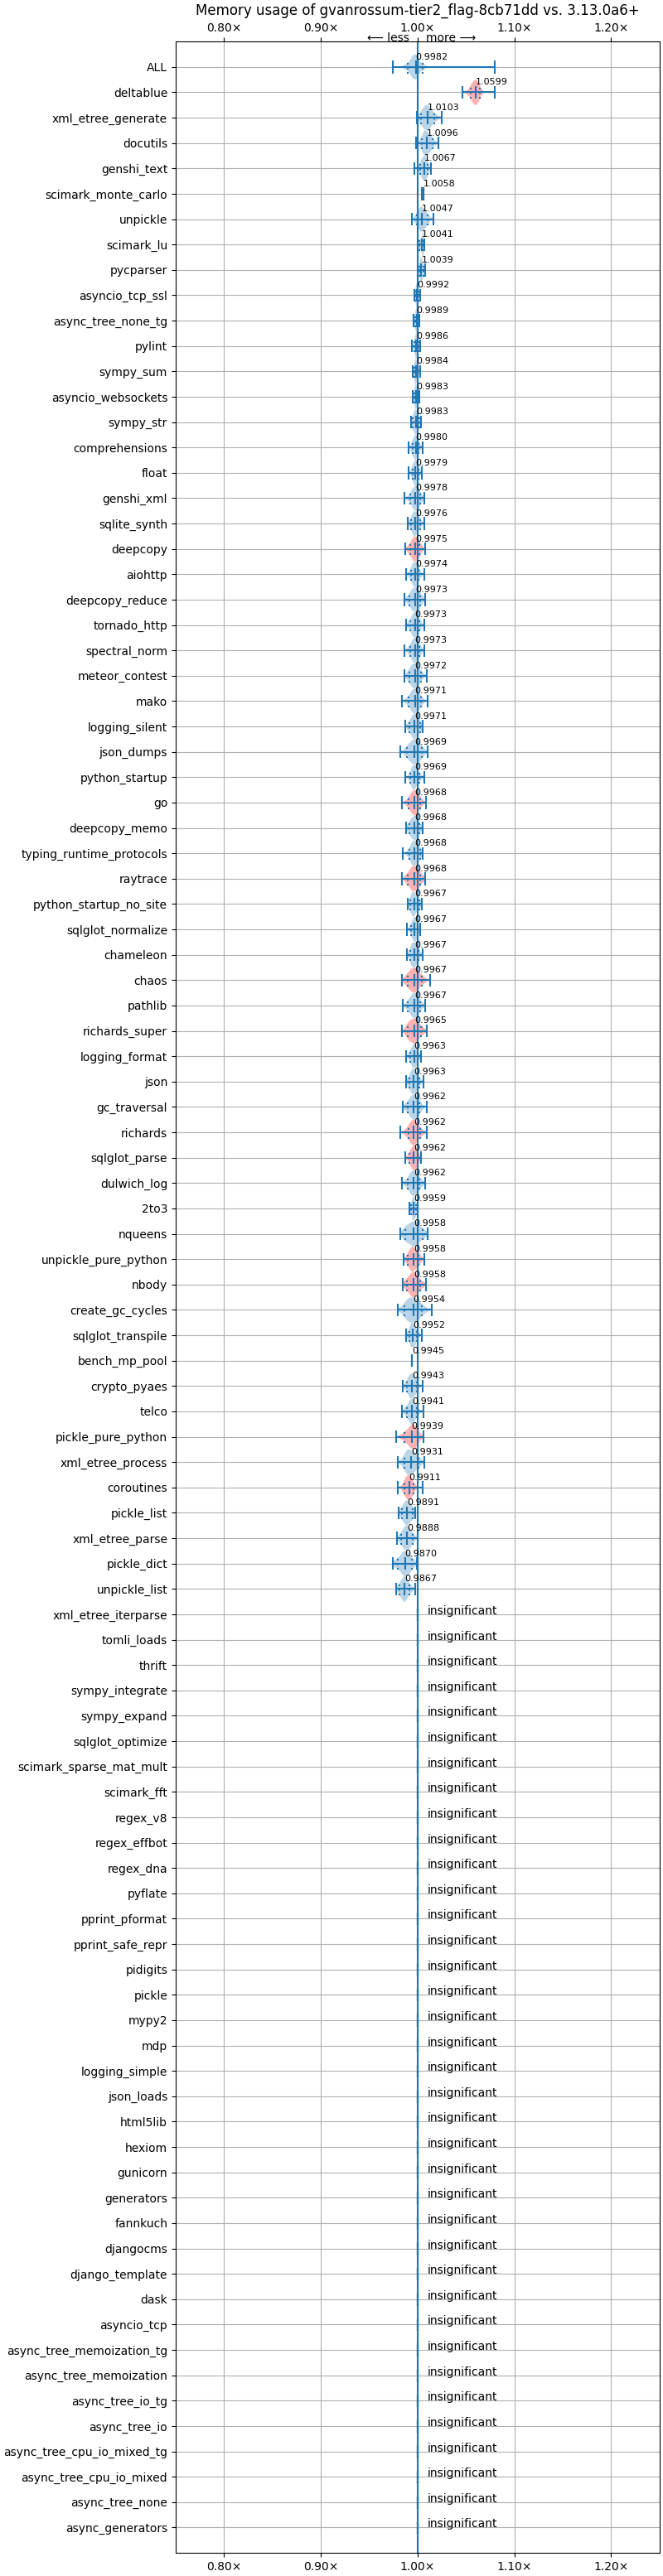 Memory usage of gvanrossum-tier2_flag-8cb71dd vs. 3.13.0a6+
0.80× 0.90× 1.00× 1.10× 1.20×
⟵ less more ⟶
ALL 0.9982
deltablue 1.0599
xml_etree_generate 1.0103
docutils 1.0096
genshi_text 1.0067
scimark_monte_carlo 1.0058
unpickle 1.0047
scimark_lu 1.0041
pycparser 1.0039
asyncio_tcp_ssl 0.9992
async_tree_none_tg 0.9989
pylint 0.9986
sympy_sum 0.9984
asyncio_websockets 0.9983
sympy_str 0.9983
comprehensions 0.9980
float 0.9979
genshi_xml 0.9978
sqlite_synth 0.9976
deepcopy 0.9975
aiohttp 0.9974
deepcopy_reduce 0.9973
tornado_http 0.9973
spectral_norm 0.9973
meteor_contest 0.9972
mako 0.9971
logging_silent 0.9971
json_dumps 0.9969
python_startup 0.9969
go 0.9968
deepcopy_memo 0.9968
typing_runtime_protocols 0.9968
raytrace 0.9968
python_startup_no_site 0.9967
sqlglot_normalize 0.9967
chameleon 0.9967
chaos 0.9967
pathlib 0.9967
richards_super 0.9965
logging_format 0.9963
json 0.9963
gc_traversal 0.9962
richards 0.9962
sqlglot_parse 0.9962
dulwich_log 0.9962
2to3 0.9959
nqueens 0.9958
unpickle_pure_python 0.9958
nbody 0.9958
create_gc_cycles 0.9954
sqlglot_transpile 0.9952
bench_mp_pool 0.9945
crypto_pyaes 0.9943
telco 0.9941
pickle_pure_python 0.9939
xml_etree_process 0.9931
coroutines 0.9911
pickle_list 0.9891
xml_etree_parse 0.9888
pickle_dict 0.9870
unpickle_list 0.9867
xml_etree_iterparse insignificant
tomli_loads insignificant
thrift insignificant
sympy_integrate insignificant
sympy_expand insignificant
sqlglot_optimize insignificant
scimark_sparse_mat_mult insignificant
scimark_fft insignificant
regex_v8 insignificant
regex_effbot insignificant
regex_dna insignificant
pyflate insignificant
pprint_pformat insignificant
pprint_safe_repr insignificant
pidigits insignificant
pickle insignificant
mypy2 insignificant
mdp insignificant
logging_simple insignificant
json_loads insignificant
html5lib insignificant
hexiom insignificant
gunicorn insignificant
generators insignificant
fannkuch insignificant
djangocms insignificant
django_template insignificant
dask insignificant
asyncio_tcp insignificant
async_tree_memoization_tg insignificant
async_tree_memoization insignificant
async_tree_io_tg insignificant
async_tree_io insignificant
async_tree_cpu_io_mixed_tg insignificant
async_tree_cpu_io_mixed insignificant
async_tree_none insignificant
async_generators insignificant
0.80× 0.90× 1.00× 1.10× 1.20×